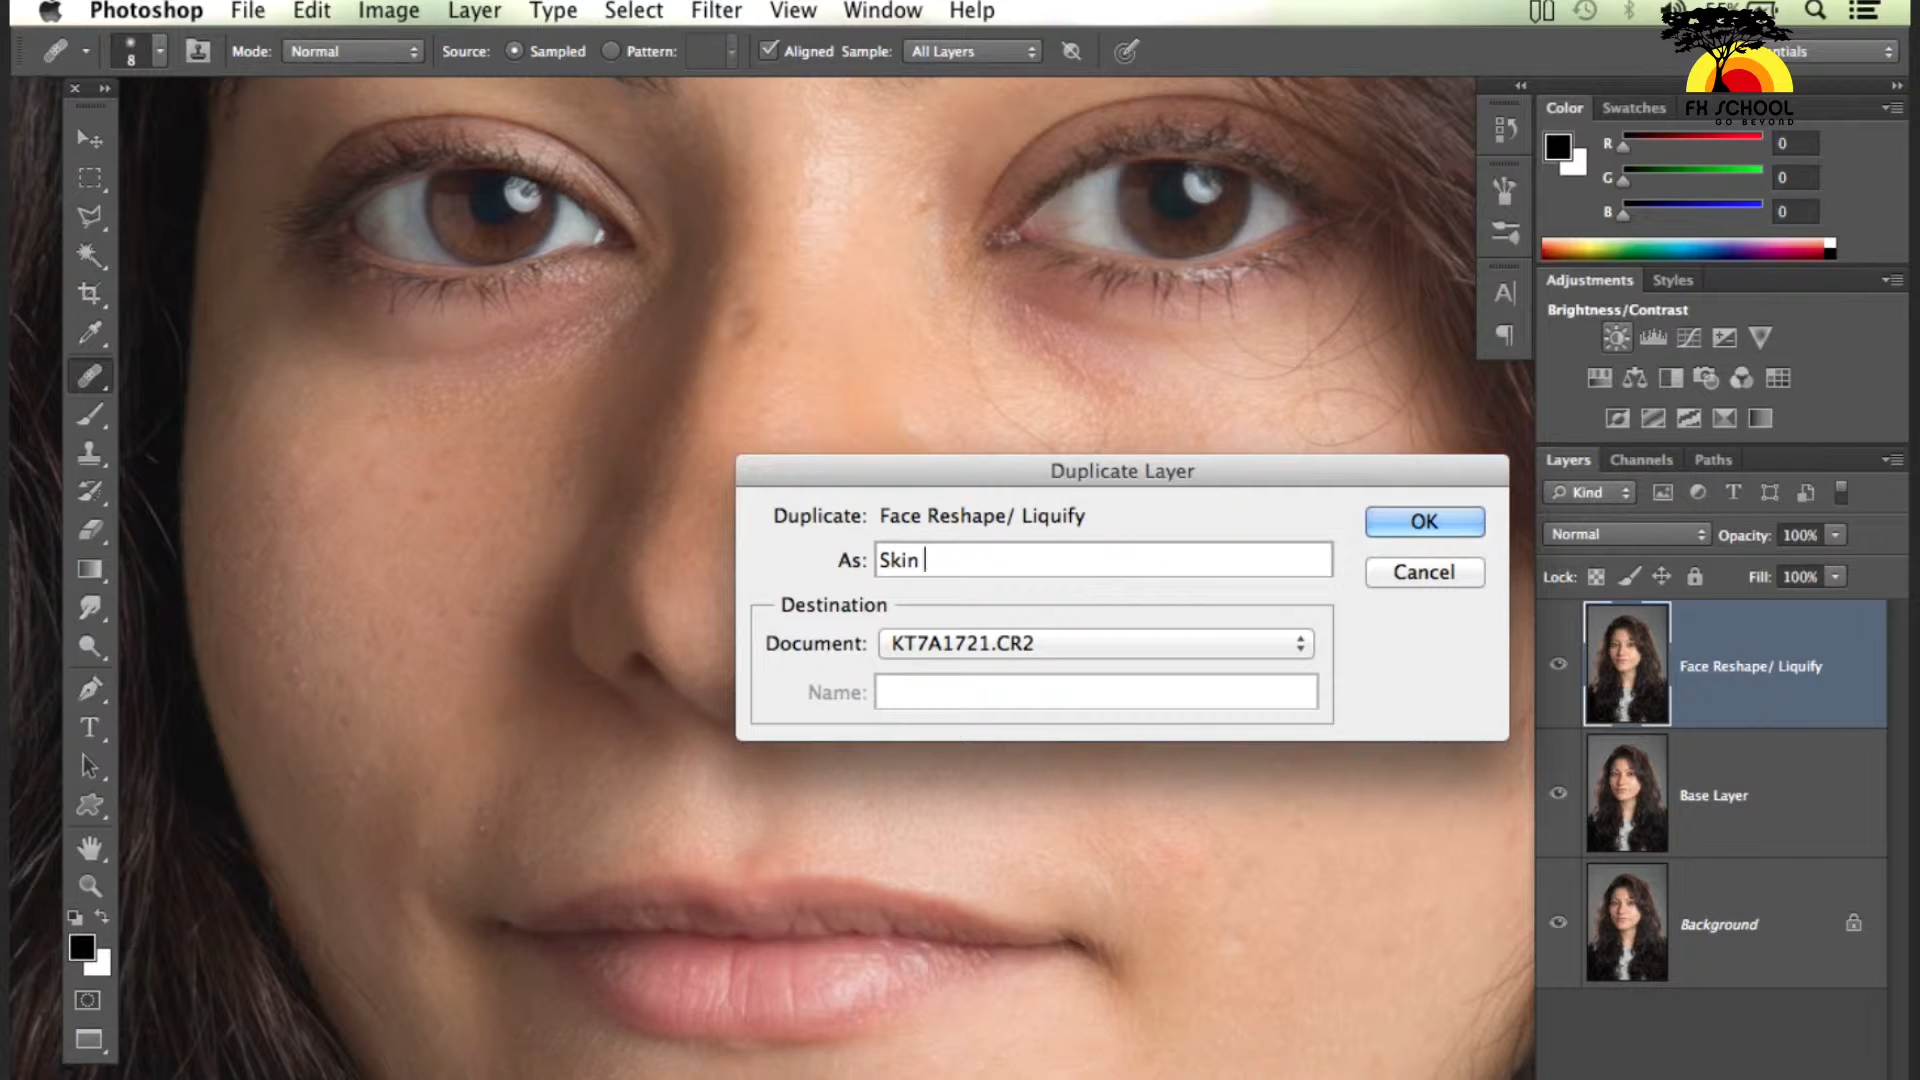 Photoshop File Edit Image Layer Type Select Filter View Window Help
8 Mode: Normal Source: Sampled Pattern: Aligned Sample: All Layers
FX SCHOOL
GO BEYOND
Color Swatches
R 0
G 0
B 0
Adjustments Styles
Brightness/Contrast
Layers Channels Paths
Kind
Normal Opacity: 100%
Lock: Fill: 100%
Face Reshape/ Liquify
Base Layer
Background
Duplicate Layer
Duplicate: Face Reshape/ Liquify
As: Skin
OK
Cancel
Destination
Document: KT7A1721.CR2
Name: